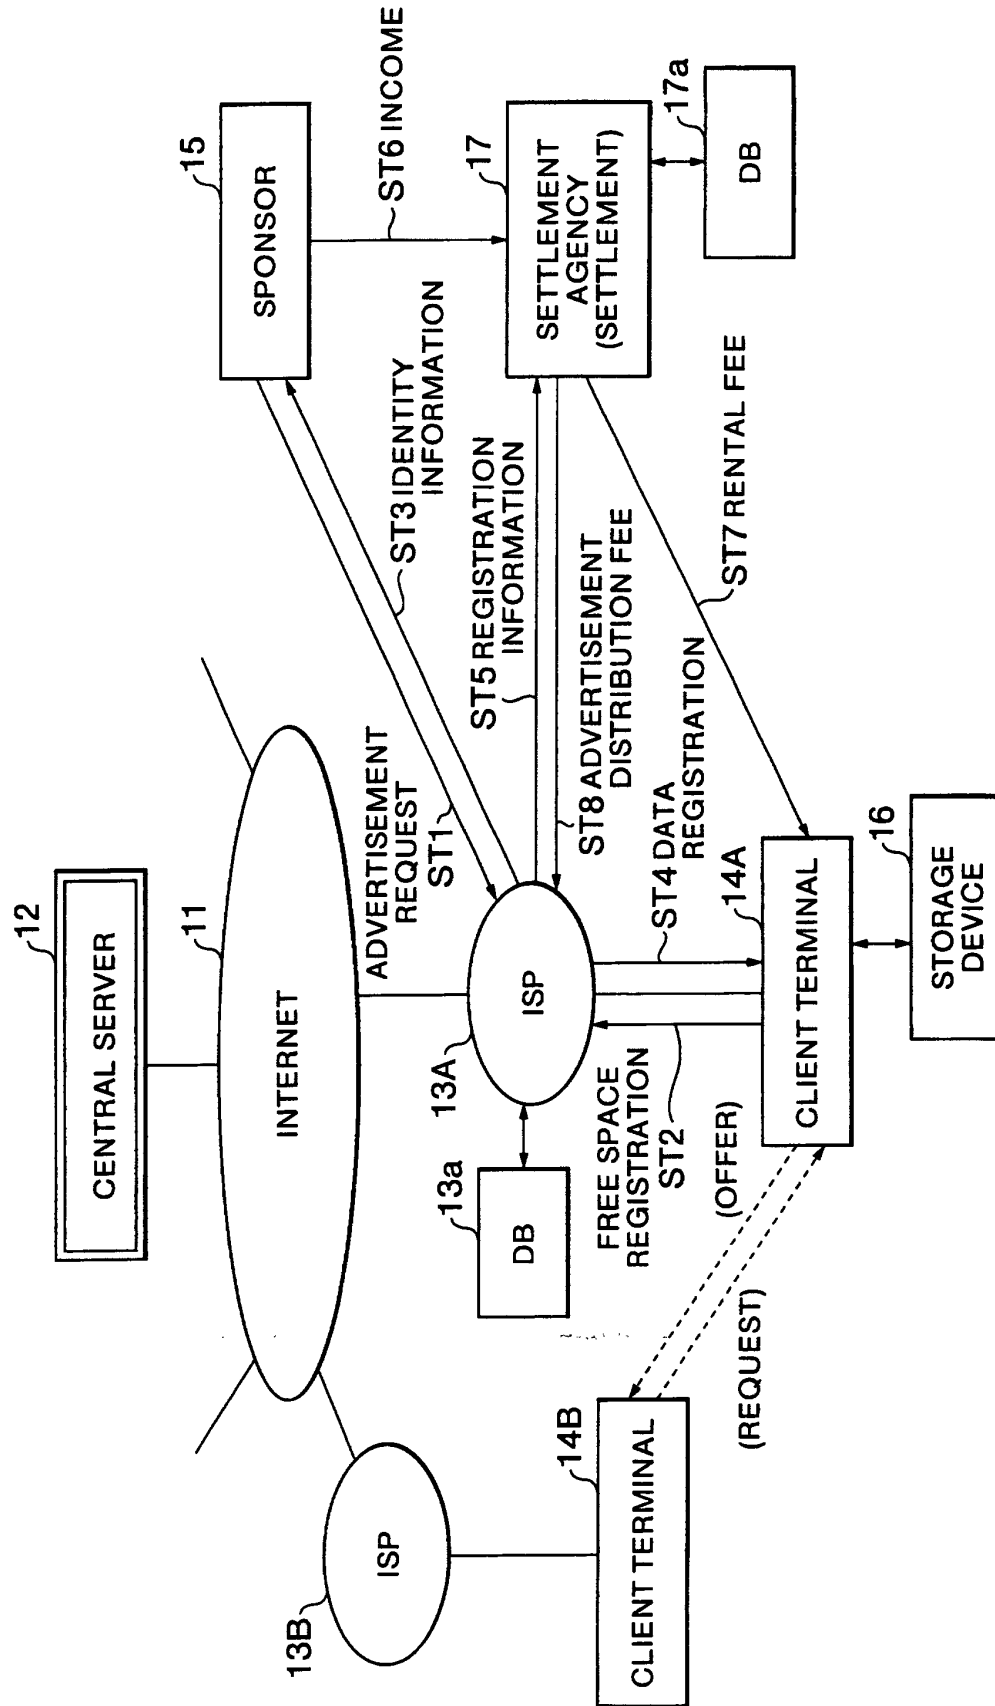 12
CENTRAL SERVER
11
INTERNET
13B
ISP
14B
CLIENT TERMINAL
13A
ISP
13a
DB
ADVERTISEMENT
REQUEST
ST1
15
SPONSOR
ST3 IDENTITY
INFORMATION
ST6 INCOME
17
SETTLEMENT
AGENCY
(SETTLEMENT)
17a
DB
ST5 REGISTRATION
INFORMATION
ST8 ADVERTISEMENT
DISTRIBUTION FEE
ST7 RENTAL FEE
FREE SPACE
REGISTRATION
ST2
ST4 DATA
REGISTRATION
(OFFER)
(REQUEST)
14A
CLIENT TERMINAL
16
STORAGE
DEVICE